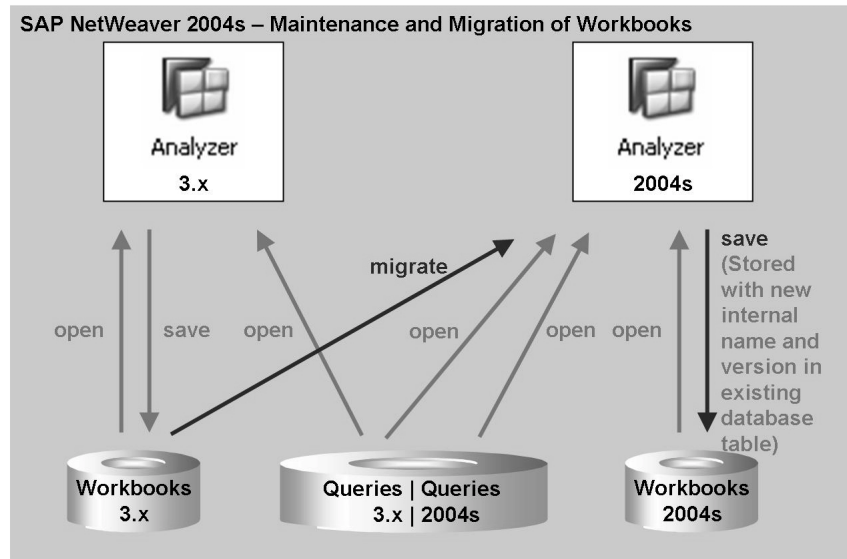 SAP NetWeaver 2004s – Maintenance and Migration of Workbooks
Analyzer
3.x
Analyzer
2004s
migrate
open
save
open
open
open
open
save
(Stored
with new
internal
name and
version in
existing
database
table)
Workbooks
3.x
Queries | Queries
3.x | 2004s
Workbooks
2004s